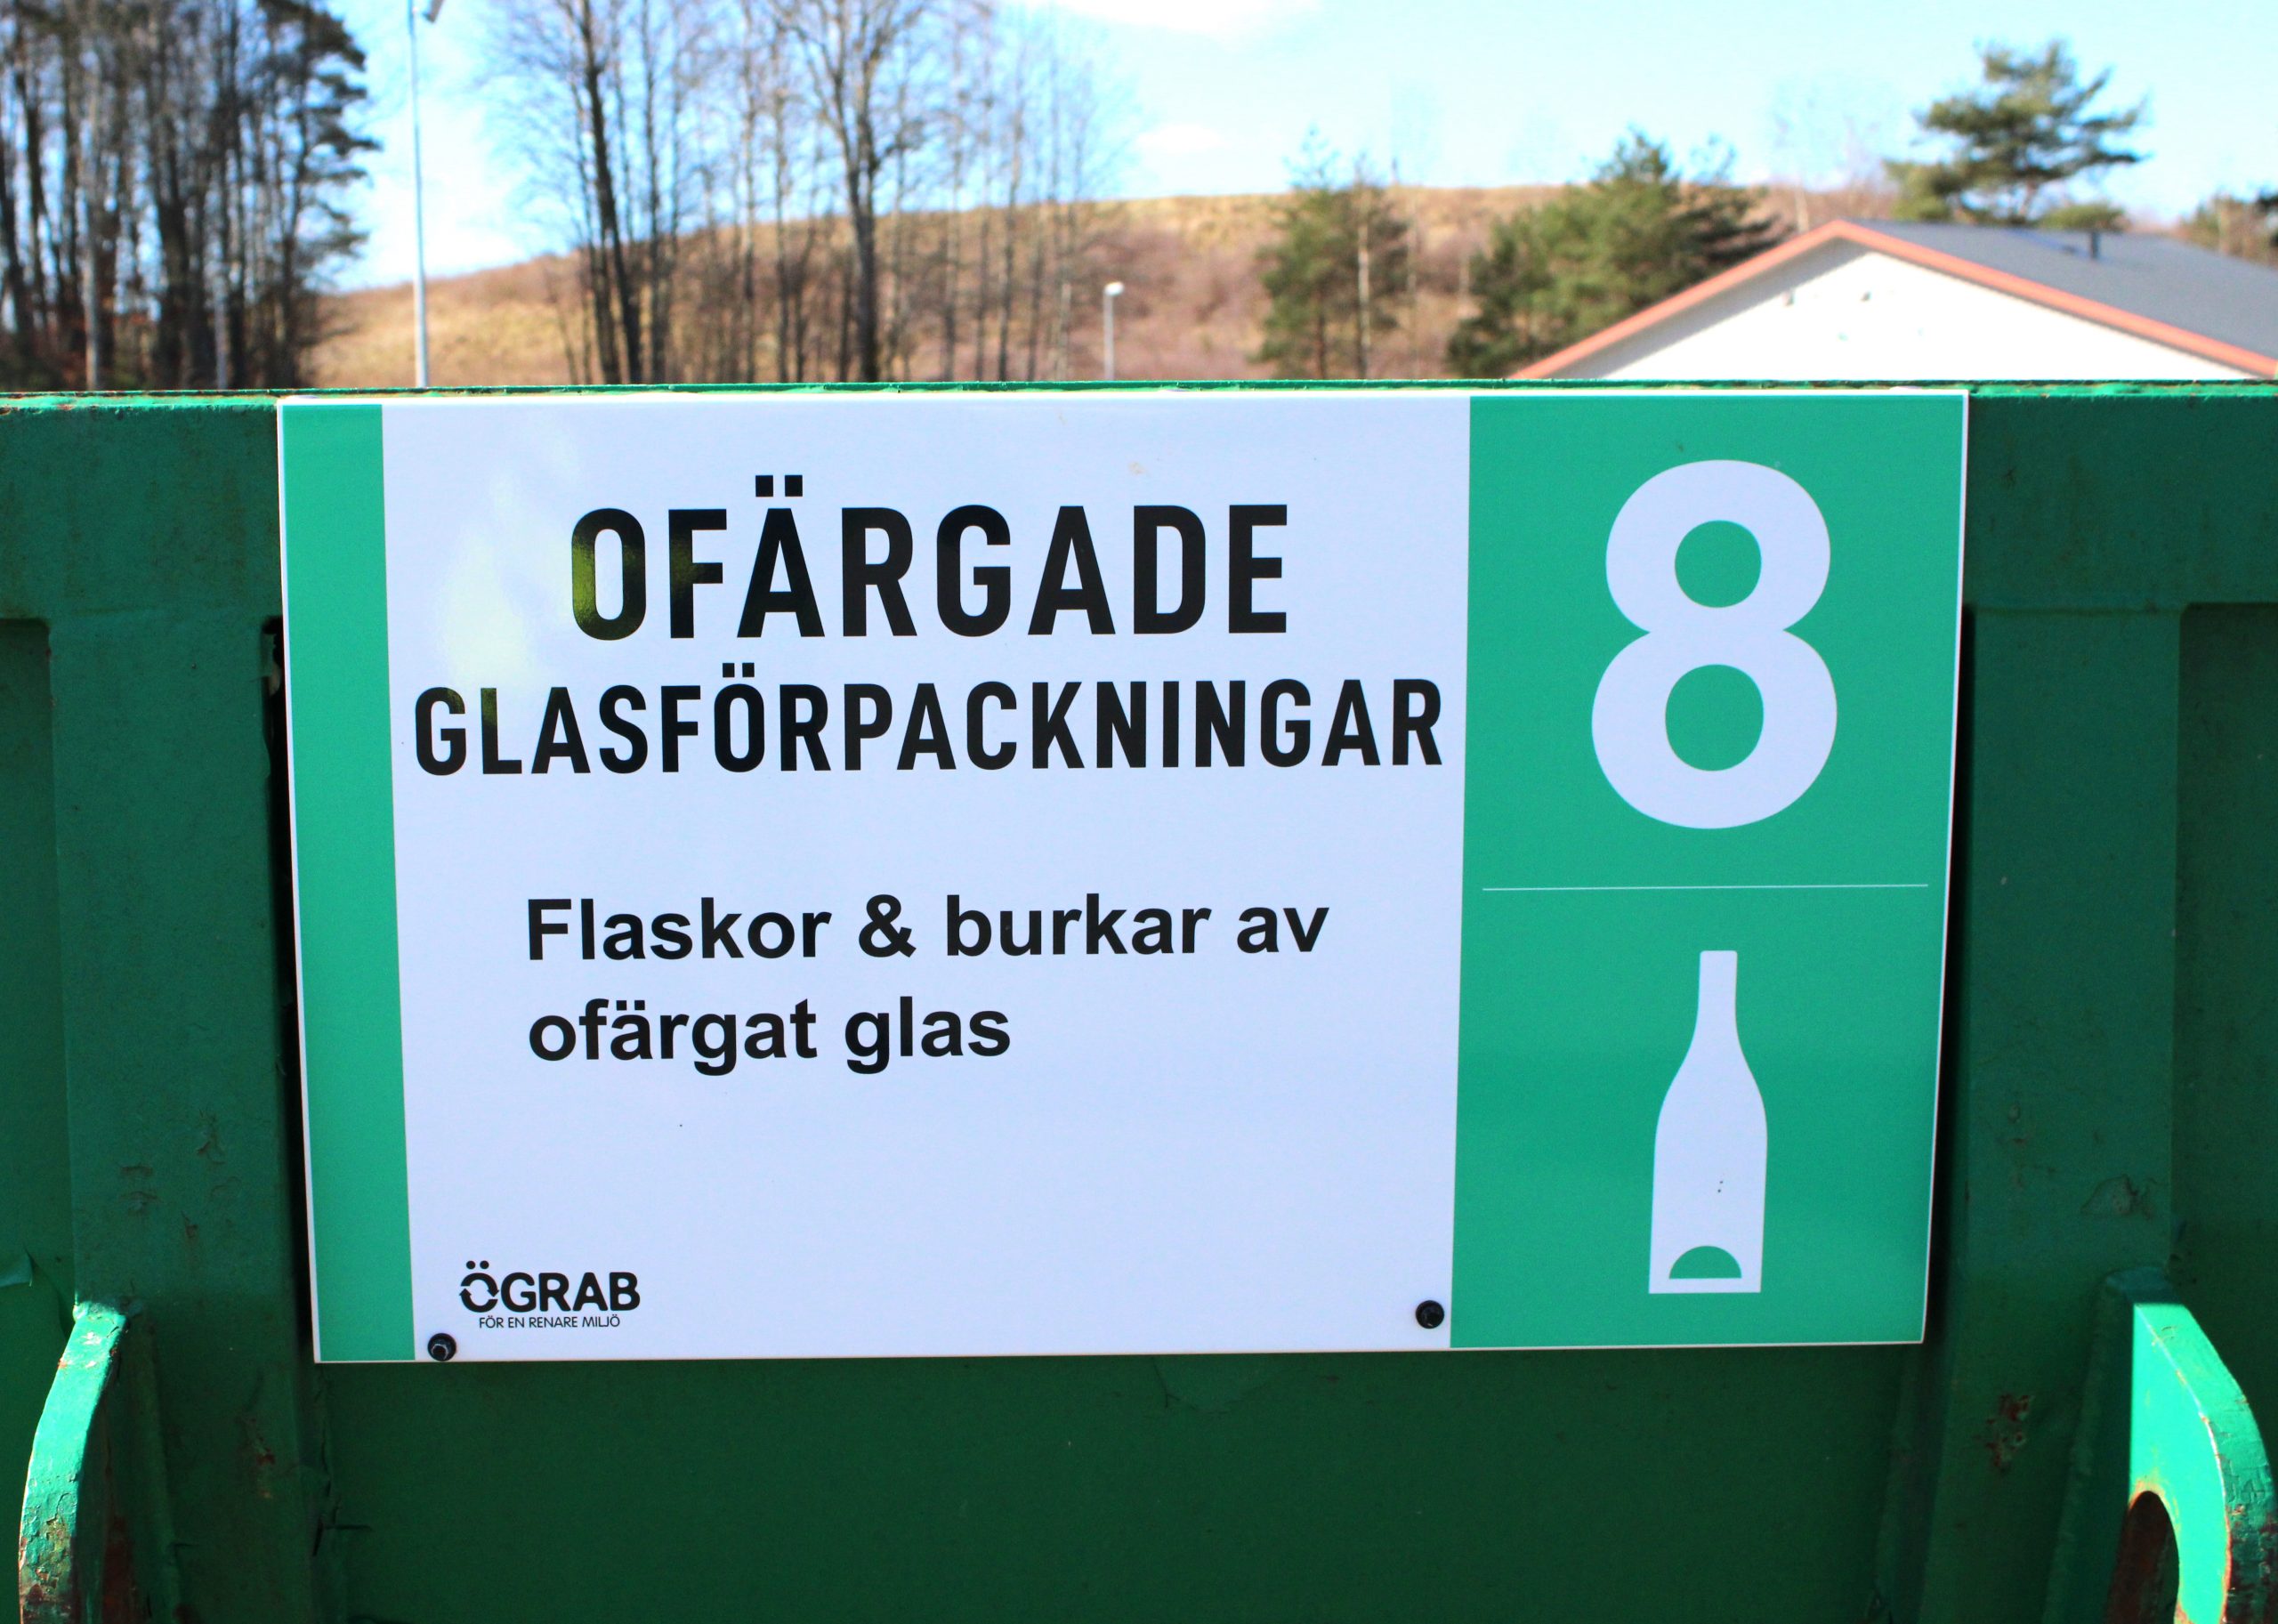 OFÄRGADE
GLASFÖRPACKNINGAR
Flaskor & burkar av
ofärgat glas
ÖGRAB
FÖR EN RENARE MILJÖ
8